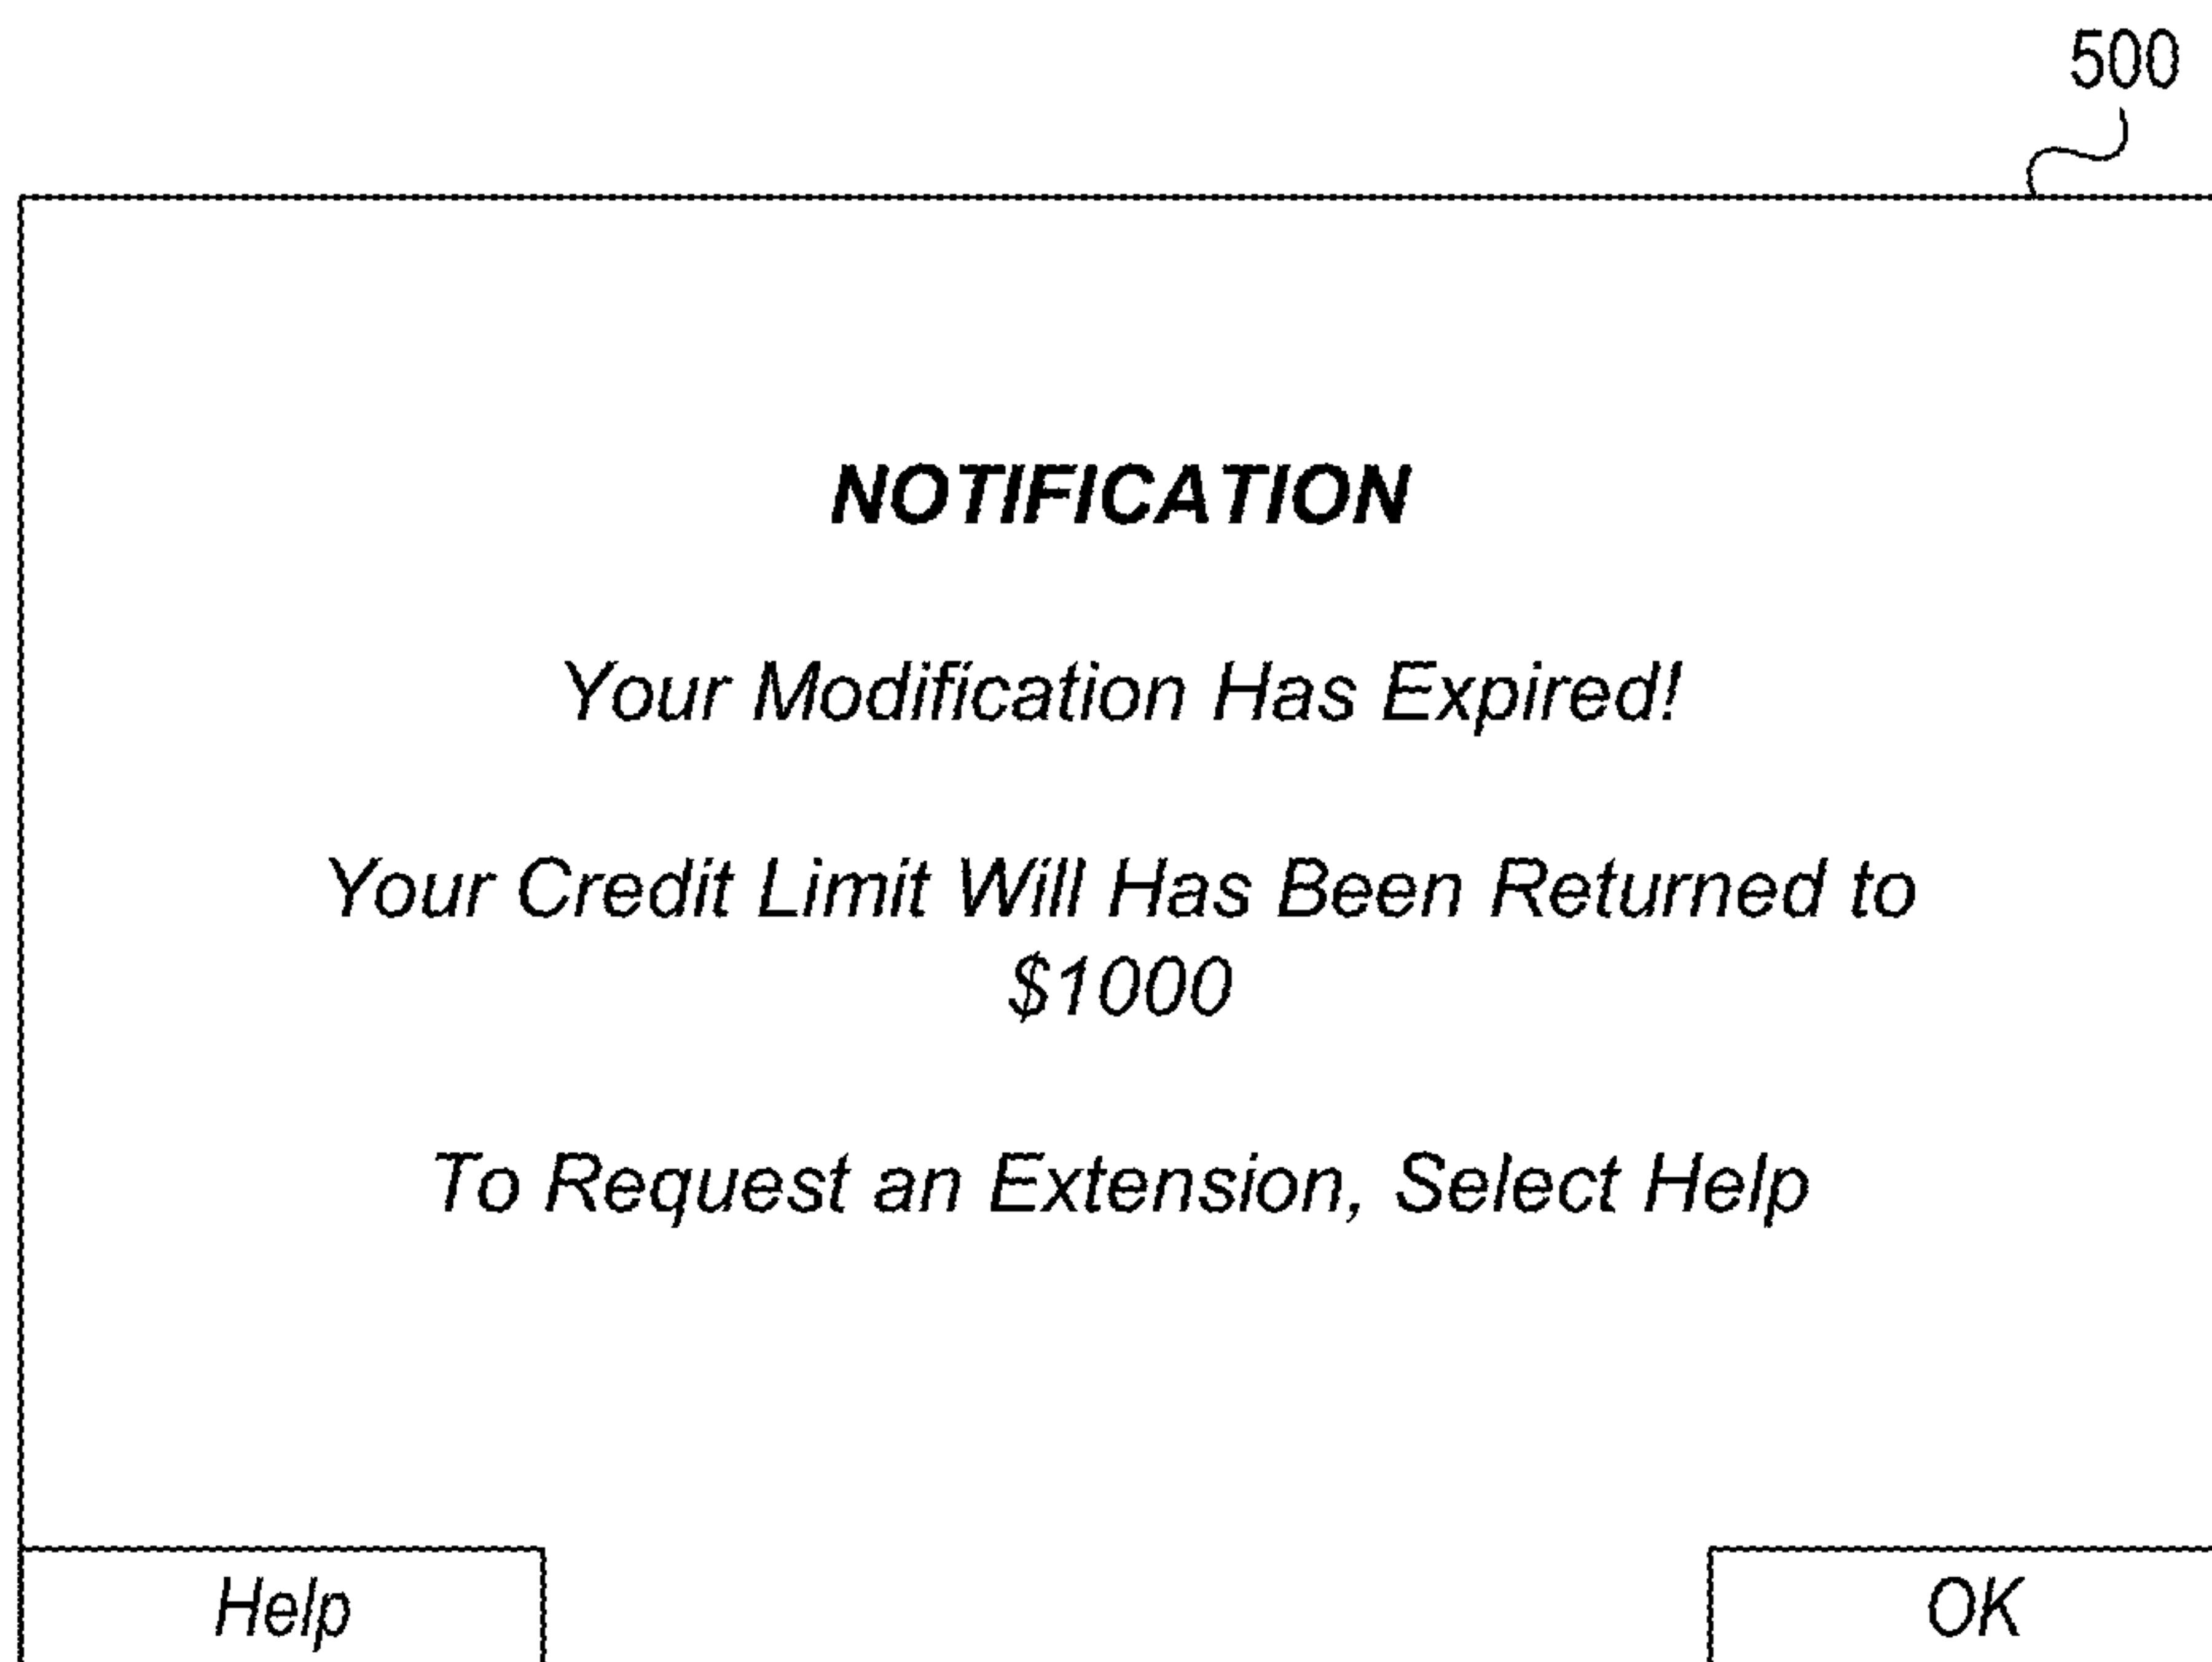 500
NOTIFICATION
Your Modification Has Expired!
Your Credit Limit Will Has Been Returned to
$1000
To Request an Extension, Select Help
Help
OK